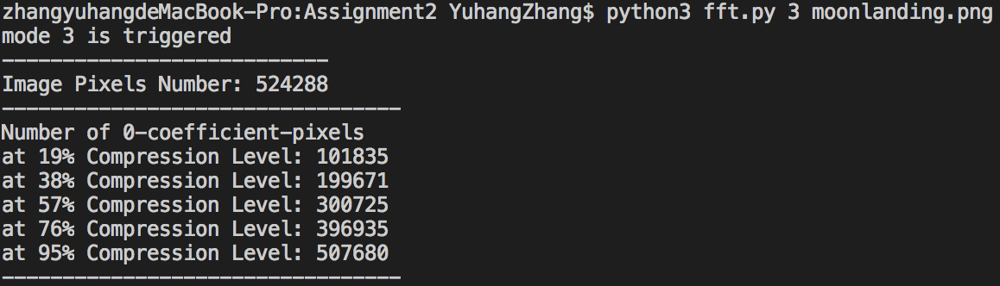 zhangyuhangdeMacBook-Pro:Assignment2 YuhangZhang$ python3 fft.py 3 moonlanding.png
mode 3 is triggered
---------------------------
Image Pixels Number: 524288
---------------------------------
Number of 0-coefficient-pixels
at 19% Compression Level: 101835
at 38% Compression Level: 199671
at 57% Compression Level: 300725
at 76% Compression Level: 396935
at 95% Compression Level: 507680
---------------------------------